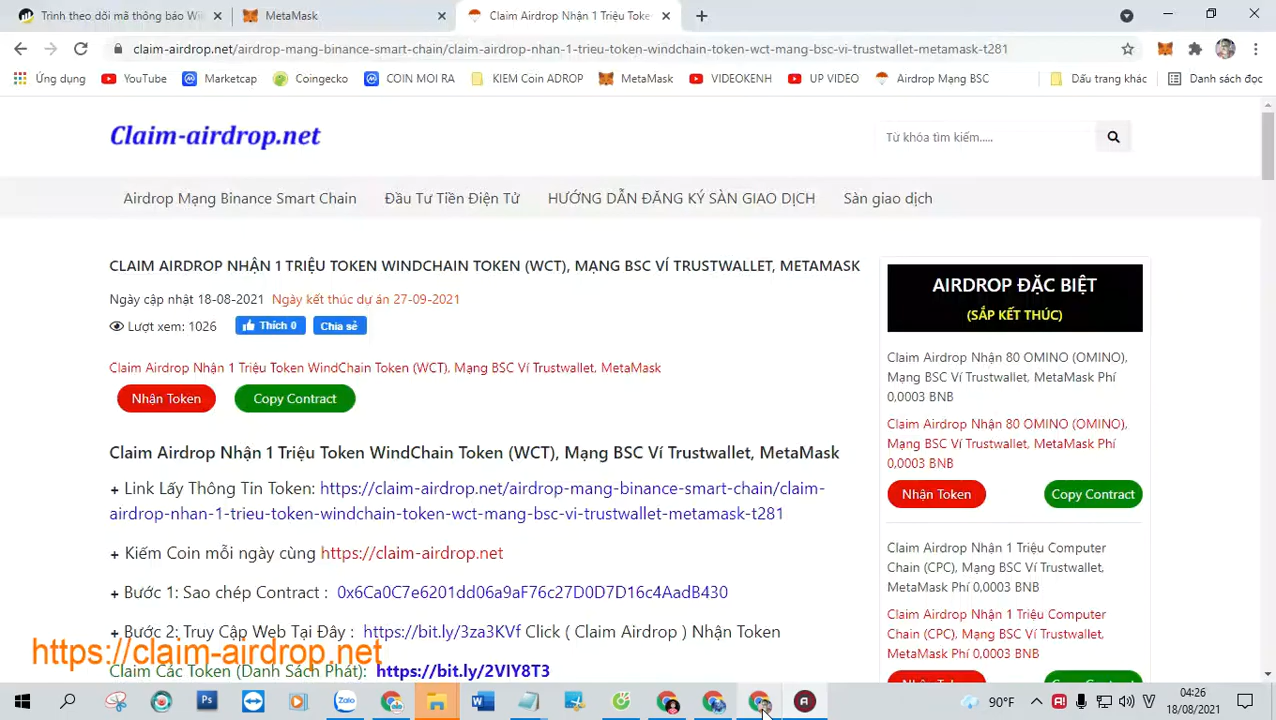 Trình theo dõi mã thông báo Wi
MetaMask
Claim Airdrop Nhận 1 Triệu Toke
claim-airdrop.net/airdrop-mang-binance-smart-chain/claim-airdrop-nhan-1-trieu-token-windchain-token-wct-mang-bsc-vi-trustwallet-metamask-t281
Ứng dụng YouTube Marketcap Coingecko COIN MOI RA KIEM Coin ADROP MetaMask VIDEOKENH UP VIDEO Airdrop Mạng BSC Dấu trang khác Danh sách đọc
Claim-airdrop.net
Từ khóa tìm kiếm.....
Airdrop Mạng Binance Smart Chain Đầu Tư Tiền Điện Tử HƯỚNG DẪN ĐĂNG KÝ SÀN GIAO DỊCH Sàn giao dịch
CLAIM AIRDROP NHẬN 1 TRIỆU TOKEN WINDCHAIN TOKEN (WCT), MẠNG BSC VÍ TRUSTWALLET, METAMASK
Ngày cập nhật 18-08-2021 Ngày kết thúc dự án 27-09-2021
Lượt xem: 1026 Thích 0 Chia sẻ
Claim Airdrop Nhận 1 Triệu Token WindChain Token (WCT), Mạng BSC Ví Trustwallet, MetaMask
Nhận Token Copy Contract
Claim Airdrop Nhận 1 Triệu Token WindChain Token (WCT), Mạng BSC Ví Trustwallet, MetaMask
+ Link Lấy Thông Tin Token: https://claim-airdrop.net/airdrop-mang-binance-smart-chain/claim-
airdrop-nhan-1-trieu-token-windchain-token-wct-mang-bsc-vi-trustwallet-metamask-t281
+ Kiếm Coin mỗi ngày cùng https://claim-airdrop.net
+ Bước 1: Sao chép Contract : 0x6Ca0C7e6201dd06a9aF76c27D0D7D16c4AadB430
+ Bước 2: Truy Cập Web Tại Đây : https://bit.ly/3za3KVf Click ( Claim Airdrop ) Nhận Token
Claim Các Token (Danh Sách Phát): https://bit.ly/2VIY8T3
https://claim-airdrop.net
AIRDROP ĐẶC BIỆT
(SẮP KẾT THÚC)
Claim Airdrop Nhận 80 OMINO (OMINO),
Mạng BSC Ví Trustwallet, MetaMask Phí
0,0003 BNB
Claim Airdrop Nhận 80 OMINO (OMINO),
Mạng BSC Ví Trustwallet, MetaMask Phí
0,0003 BNB
Nhận Token Copy Contract
Claim Airdrop Nhận 1 Triệu Computer
Chain (CPC), Mạng BSC Ví Trustwallet,
MetaMask Phí 0,0003 BNB
Claim Airdrop Nhận 1 Triệu Computer
Chain (CPC), Mạng BSC Ví Trustwallet,
MetaMask Phí 0,0003 BNB
Nhận Token Copy Contract
Zalo
90°F
04:26
18/08/2021